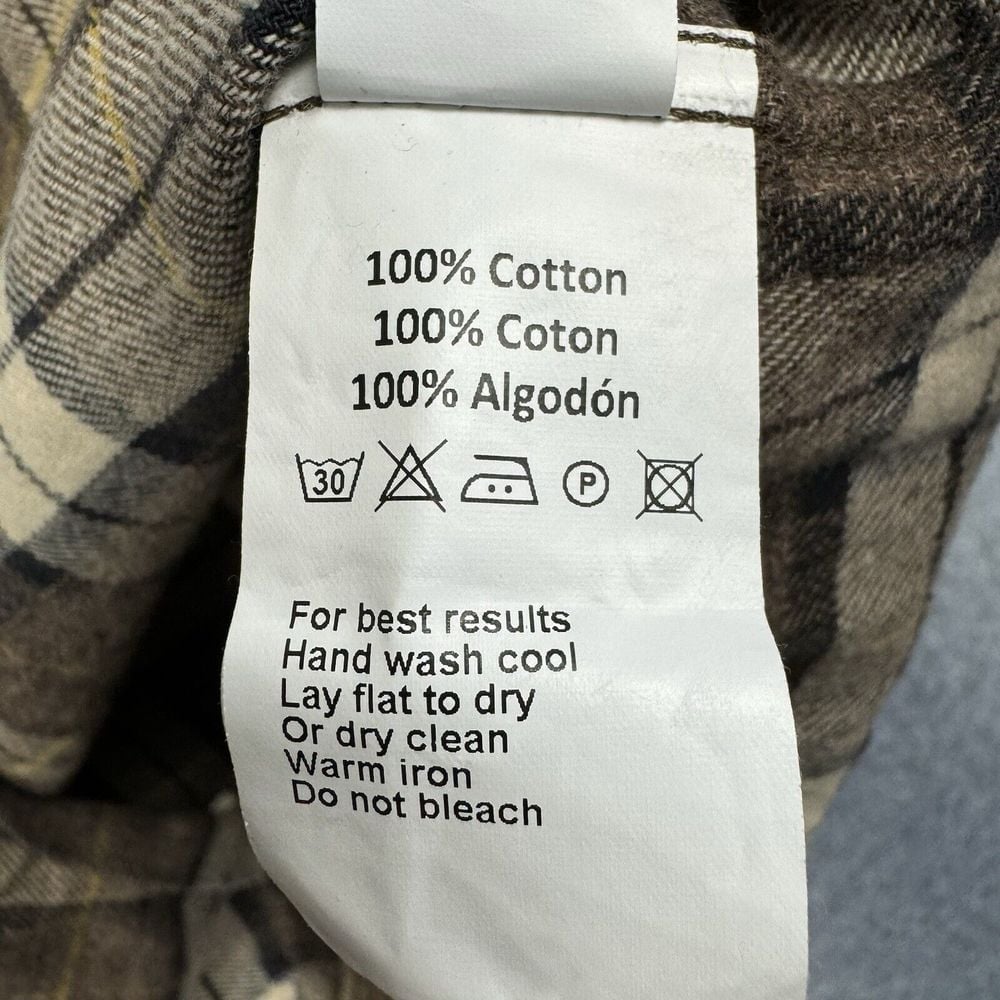 100% Cotton
100% Coton
100% Algodón
30 P
For best results
Hand wash cool
Lay flat to dry
Or dry clean
Warm iron
Do not bleach